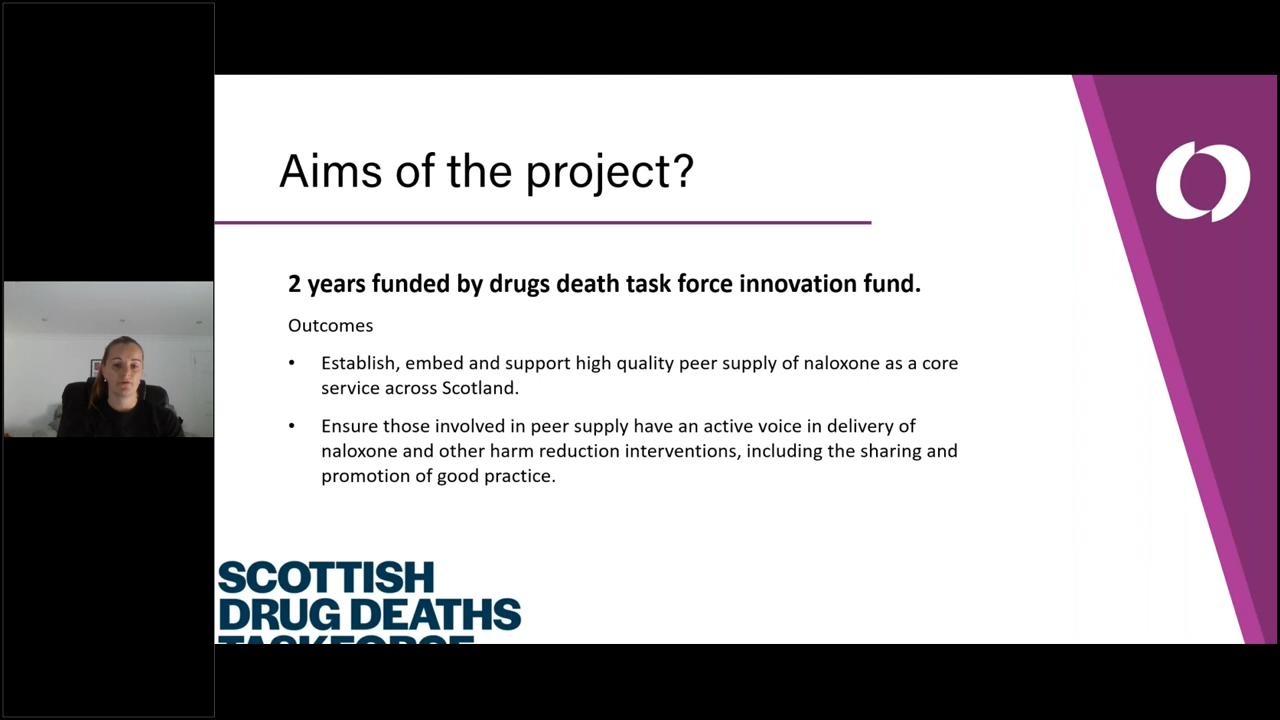 Aims of the project?
2 years funded by drugs death task force innovation fund.
Outcomes
• Establish, embed and support high quality peer supply of naloxone as a core
service across Scotland.
• Ensure those involved in peer supply have an active voice in delivery of
naloxone and other harm reduction interventions, including the sharing and
promotion of good practice.
SCOTTISH
DRUG DEATHS
TASKFORCE